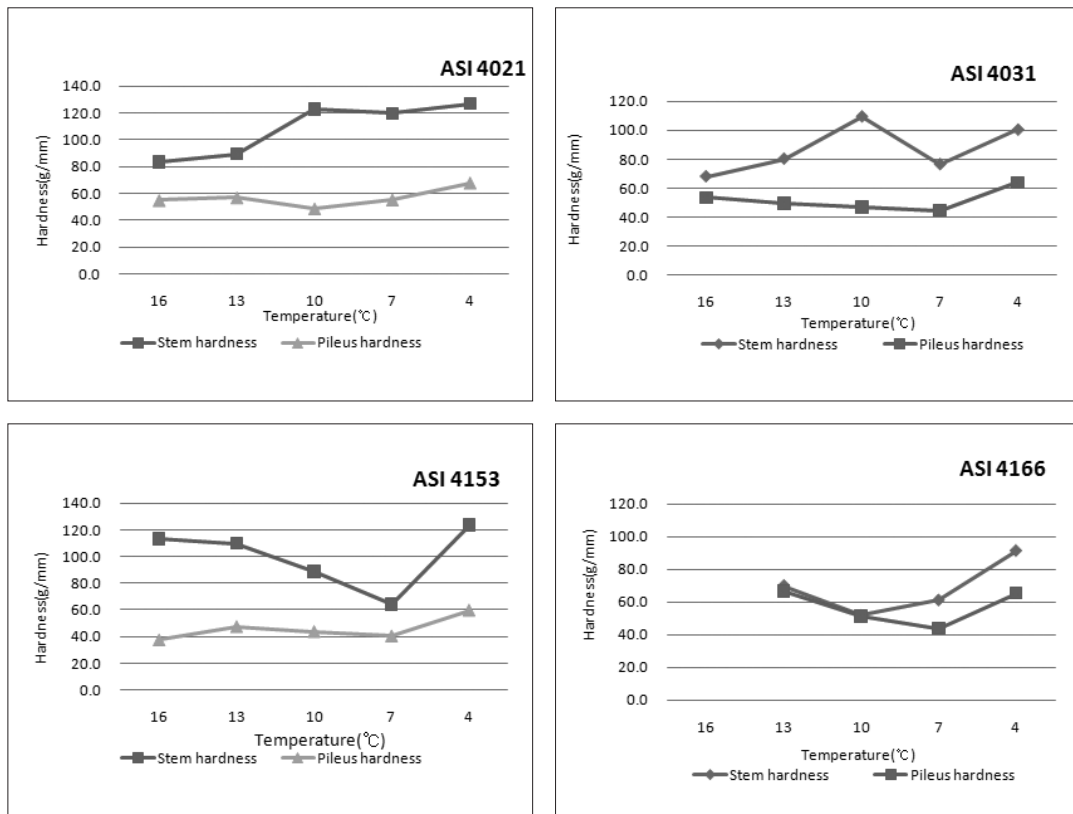 ASI 4021
140.0
120.0
100.0
80.0
60.0
40.0
20.0
0.0
Hardness(g/mm)
16 13 10 7 4
Temperature(℃)
Stem hardness Pileus hardness
ASI 4031
120.0
100.0
80.0
60.0
40.0
20.0
0.0
Hardness(g/mm)
16 13 10 7 4
Temperature(℃)
Stem hardness Pileus hardness
ASI 4153
140.0
120.0
100.0
80.0
60.0
40.0
20.0
0.0
Hardness(g/mm)
16 13 10 7 4
Temperature(℃)
Stem hardness Pileus hardness
ASI 4166
120.0
100.0
80.0
60.0
40.0
20.0
0.0
Hardness(g/mm)
16 13 10 7 4
Temperature(℃)
Stem hardness Pileus hardness